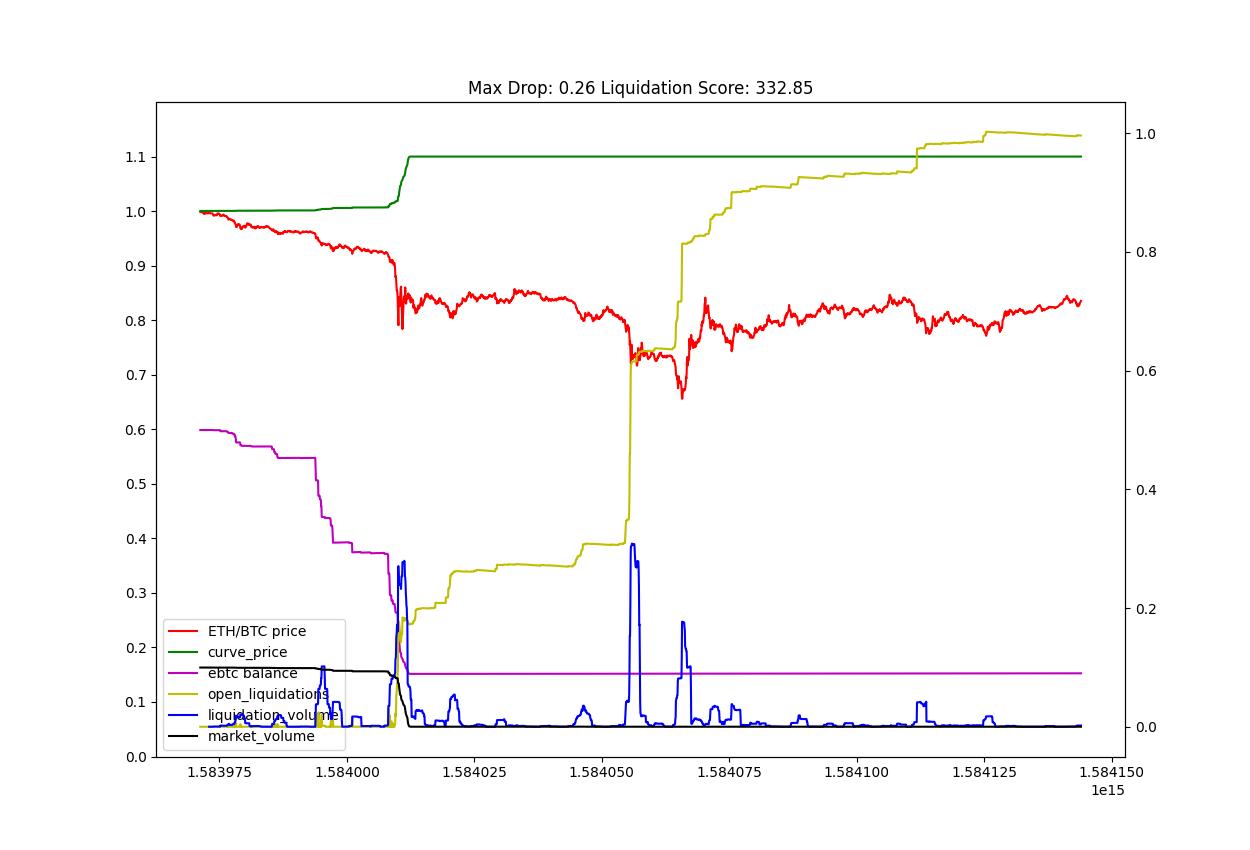 Max Drop: 0.26 Liquidation Score: 332.85
1.1
1.0
0.9
0.8
0.7
0.6
0.5
0.4
0.3
0.2
0.1
0.0
1.0
0.8
0.6
0.4
0.2
0.0
ETH/BTC price
curve_price
ebtc balance
open_liquidations
liquidation_volume
market_volume
1.583975 1.584000 1.584025 1.584050 1.584075 1.584100 1.584125 1.584150
1e15